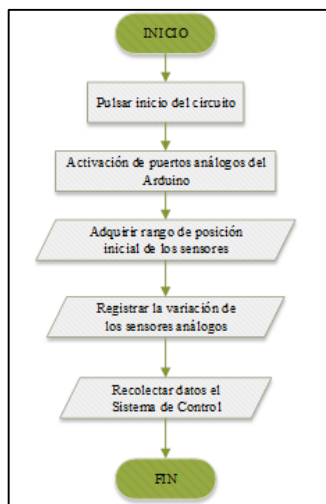 INICIO
Pulsar inicio del circuito
Activación de puertos análogos del
Arduino
Adquirir rango de posición
inicial de los sensores
Registrar la variación de
los sensores análogos
Recolectar datos el
Sistema de Control
FIN